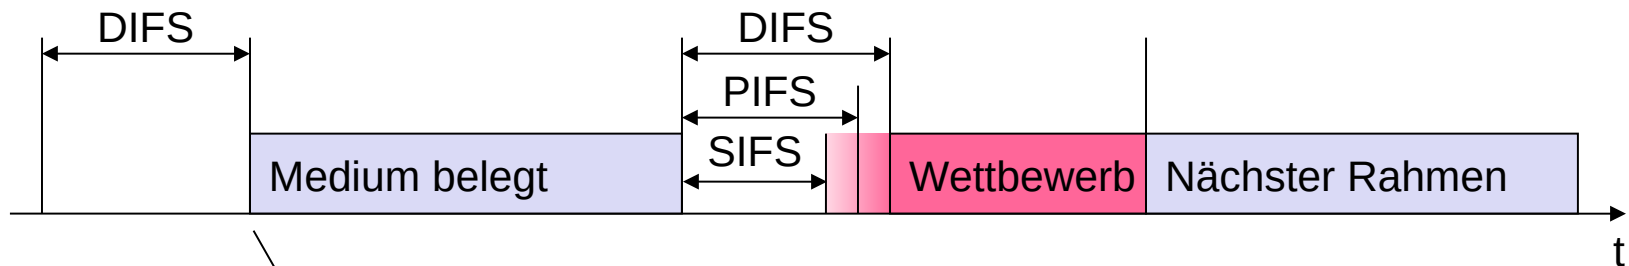 DIFS
DIFS
PIFS
SIFS
Medium belegt
Wettbewerb
Nächster Rahmen
t